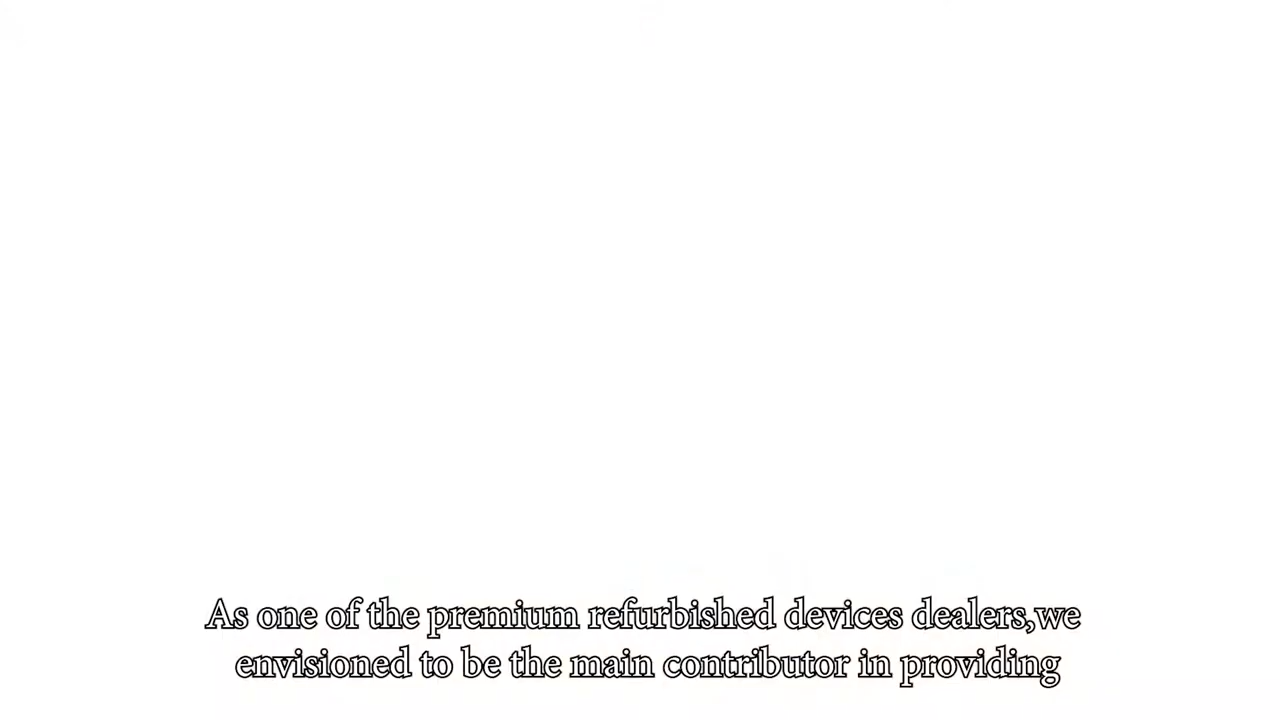 As one of the premium refurbished devices dealers,we
envisioned to be the main contributor in providing